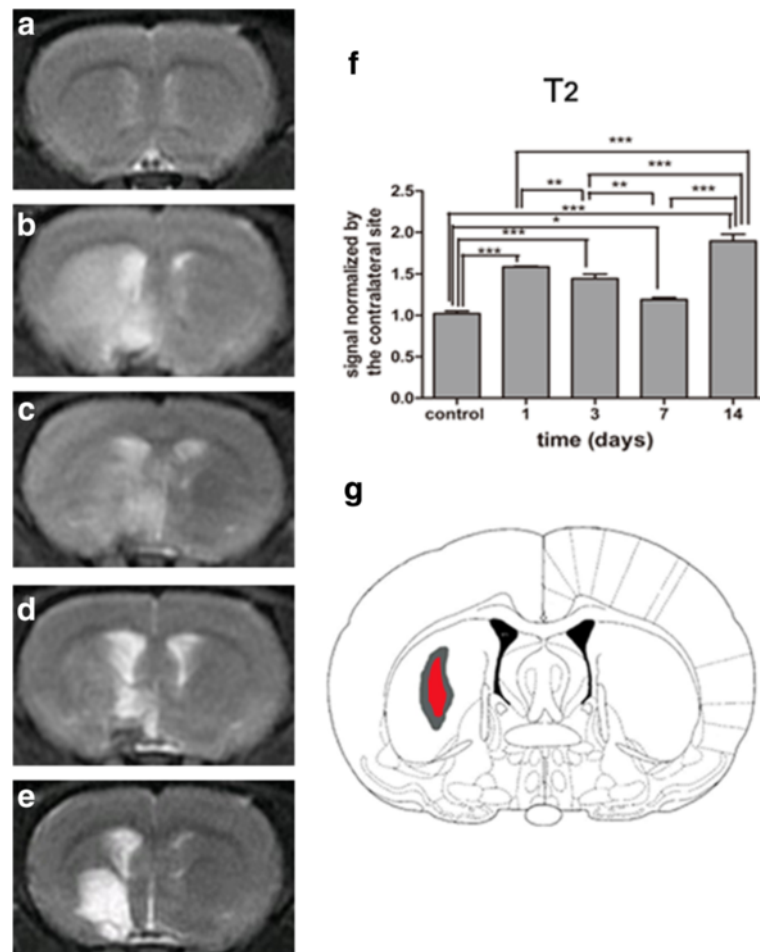 a
b
c
d
e
f
T2
***
***
**
**
***
***
*
***
***
signal normalized by
the contralateral site
2.5
2.0
1.5
1.0
0.5
0.0
control 1 3 7 14
time (days)
g